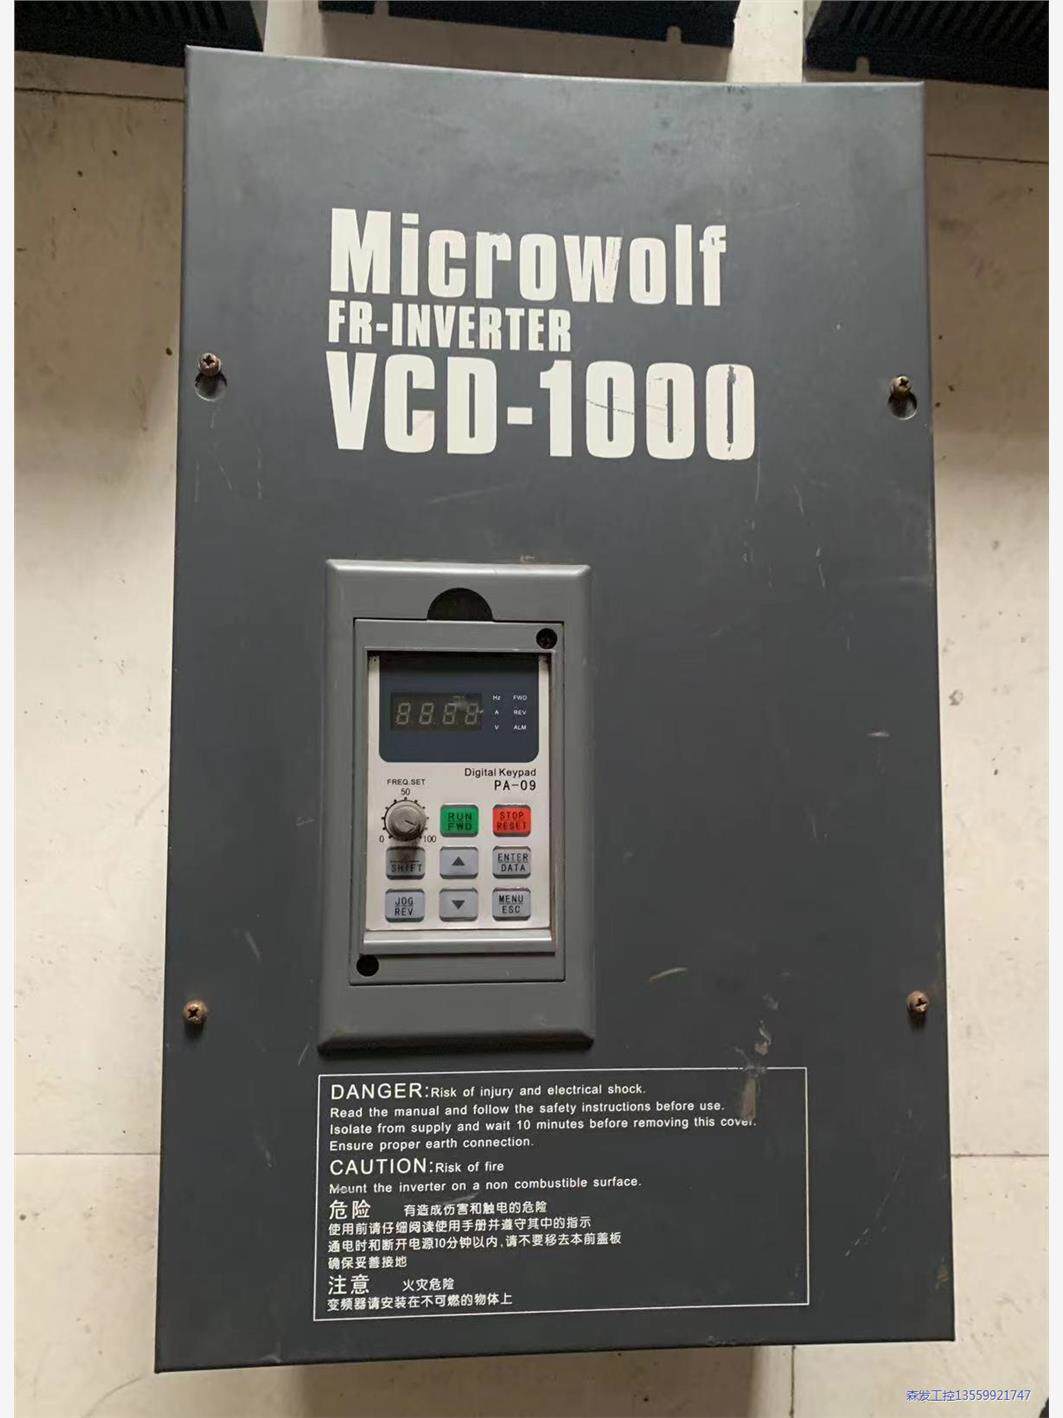 Microwolf
FR-INVERTER
VCD-1000
8888
Hz FWD
A REV
V ALM
Digital Keypad
PA-09
FREQ.SET
50
0 100
RUN
FWD
STOP
RESET
SHIFT
▲
ENTER
DATA
JOG
REV
▼
MENU
ESC
DANGER:Risk of injury and electrical shock.
Read the manual and follow the safety instructions before use.
Isolate from supply and wait 10 minutes before removing this cover.
Ensure proper earth connection.
CAUTION:Risk of fire
Mount the inverter on a non combustible surface.
危险 有造成伤害和触电的危险
使用前请仔细阅读使用手册并遵守其中的指示
通电时和断开电源10分钟以内,请不要移去本前盖板
确保妥善接地
注意 火灾危险
变频器请安装在不可燃的物体上
森发工控13559921747